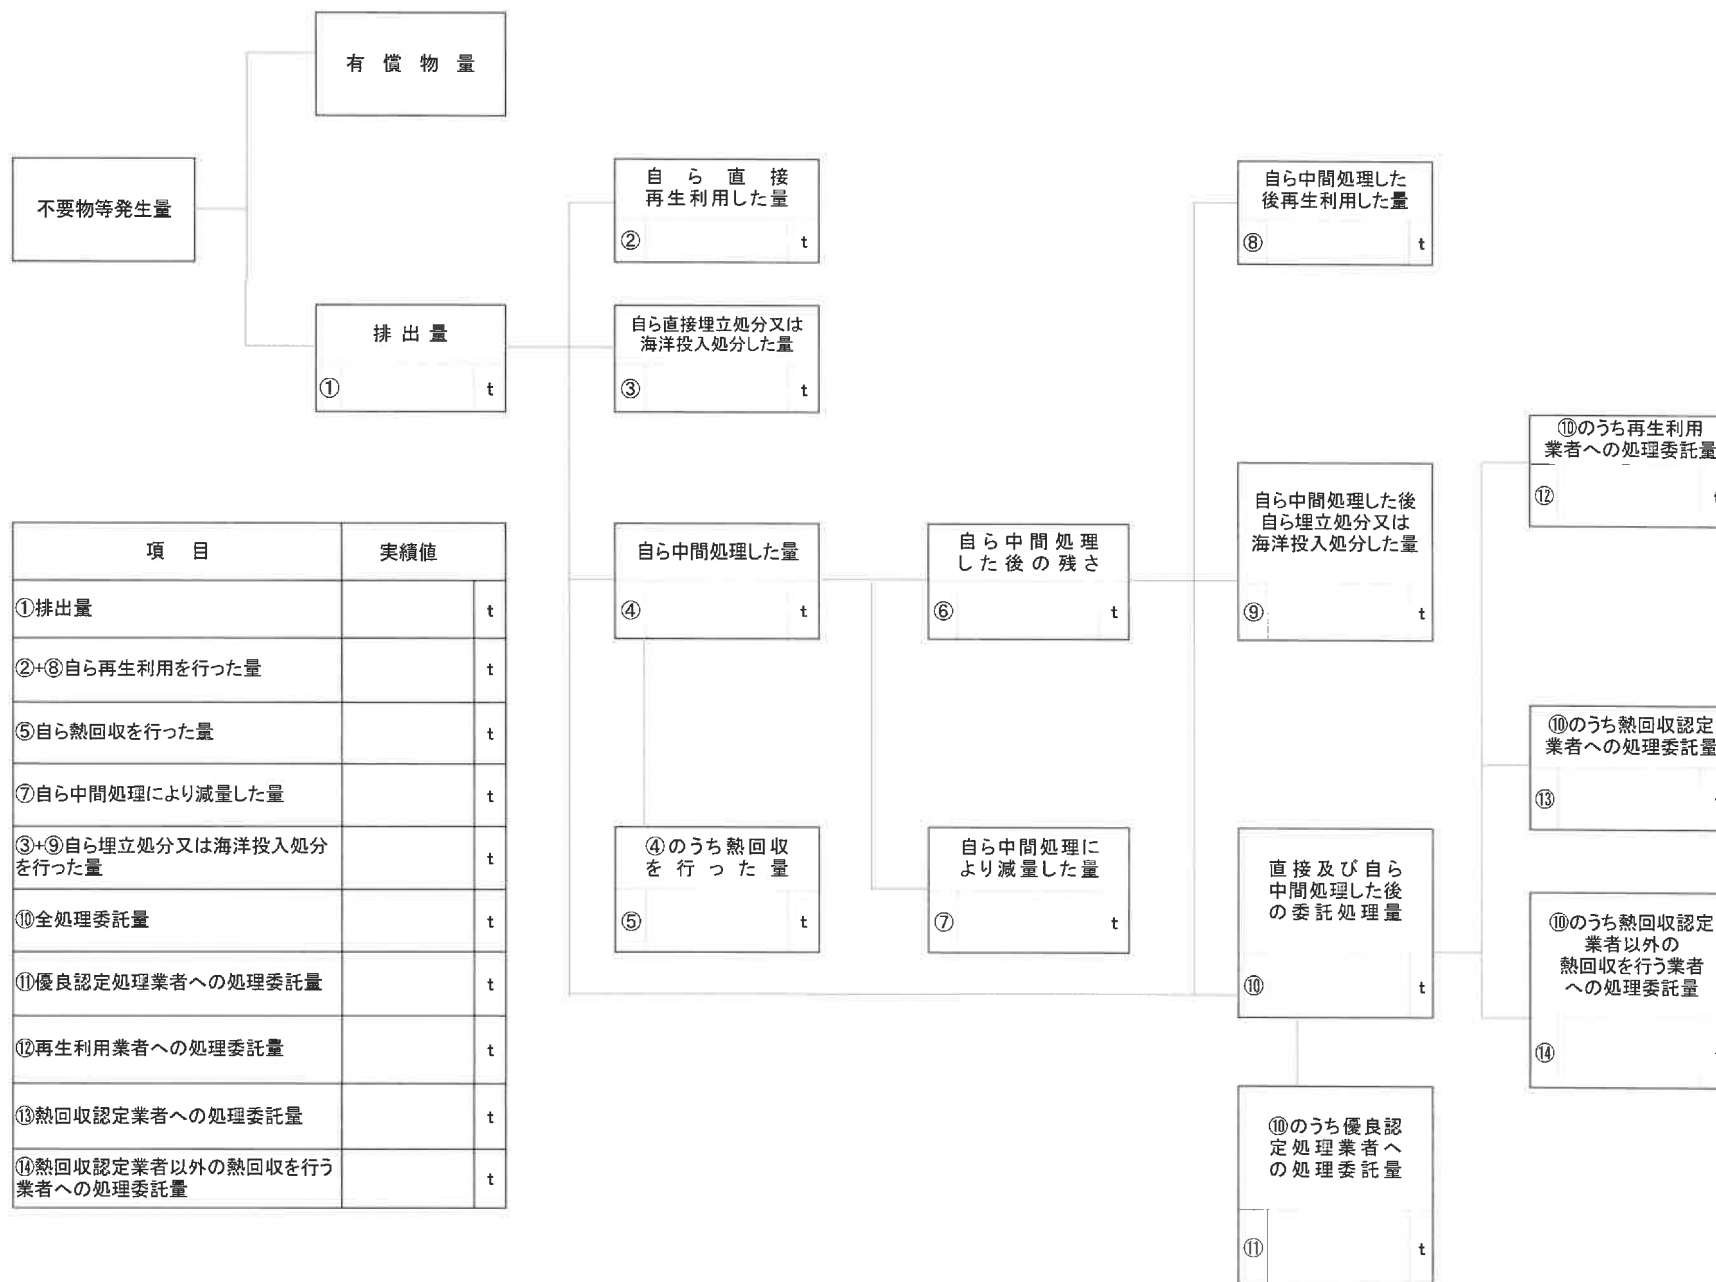 有償物量
不要物等発生量
排出量
① t
自ら直接
再生利用した量
② t
自ら直接埋立処分又は
海洋投入処分した量
③ t
自ら中間処理した量
④ t
④のうち熱回収
を行った量
⑤ t
自ら中間処理
した後の残さ
⑥ t
自ら中間処理に
より減量した量
⑦ t
自ら中間処理した
後再生利用した量
⑧ t
自ら中間処理した後
自ら埋立処分又は
海洋投入処分した量
⑨ t
直接及び自ら
中間処理した後
の委託処理量
⑩ t
⑩のうち優良認
定処理業者へ
の処理委託量
⑪ t
⑩のうち再生利用
業者への処理委託量
⑫
⑩のうち熱回収認定
業者への処理委託量
⑬
⑩のうち熱回収認定
業者以外の
熱回収を行う業者
への処理委託量
⑭
項目 実績値
①排出量 t
②+⑧自ら再生利用を行った量 t
⑤自ら熱回収を行った量 t
⑦自ら中間処理により減量した量 t
③+⑨自ら埋立処分又は海洋投入処分
を行った量 t
⑩全処理委託量 t
⑪優良認定処理業者への処理委託量 t
⑫再生利用業者への処理委託量 t
⑬熱回収認定業者への処理委託量 t
⑭熱回収認定業者以外の熱回収を行う
業者への処理委託量 t